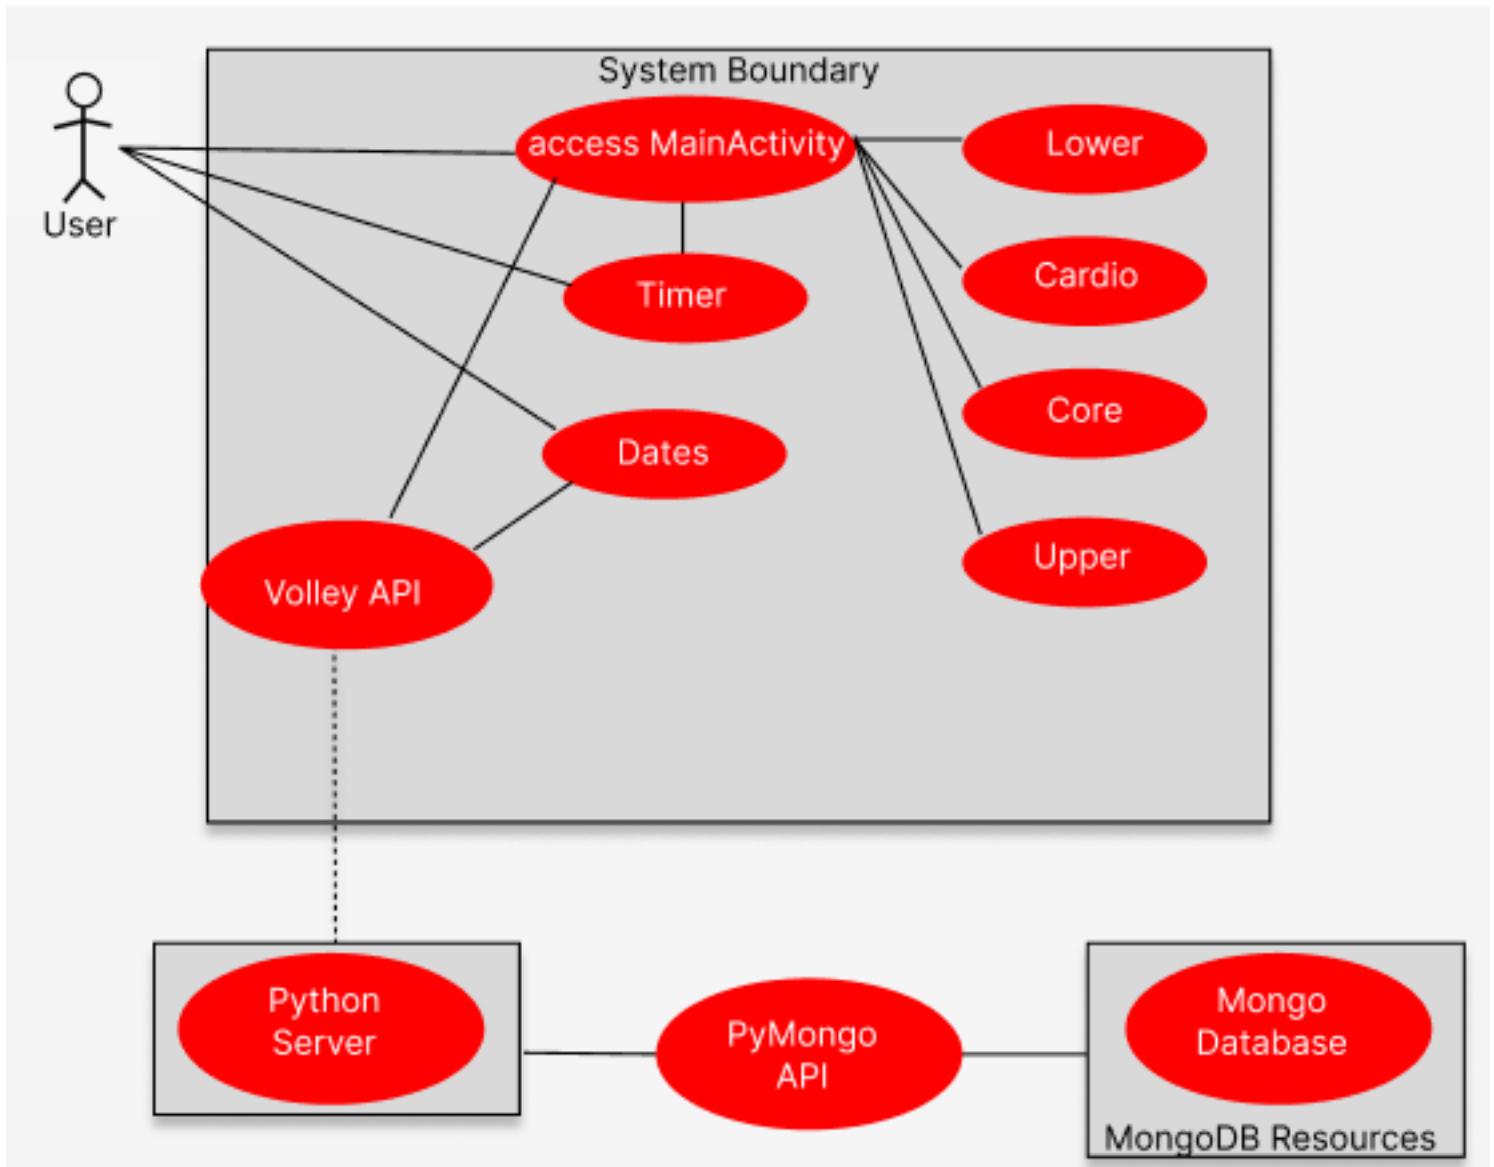 System Boundary
User
access MainActivity
Lower
Timer
Cardio
Dates
Core
Volley API
Upper
Python
Server
PyMongo
API
Mongo
Database
MongoDB Resources